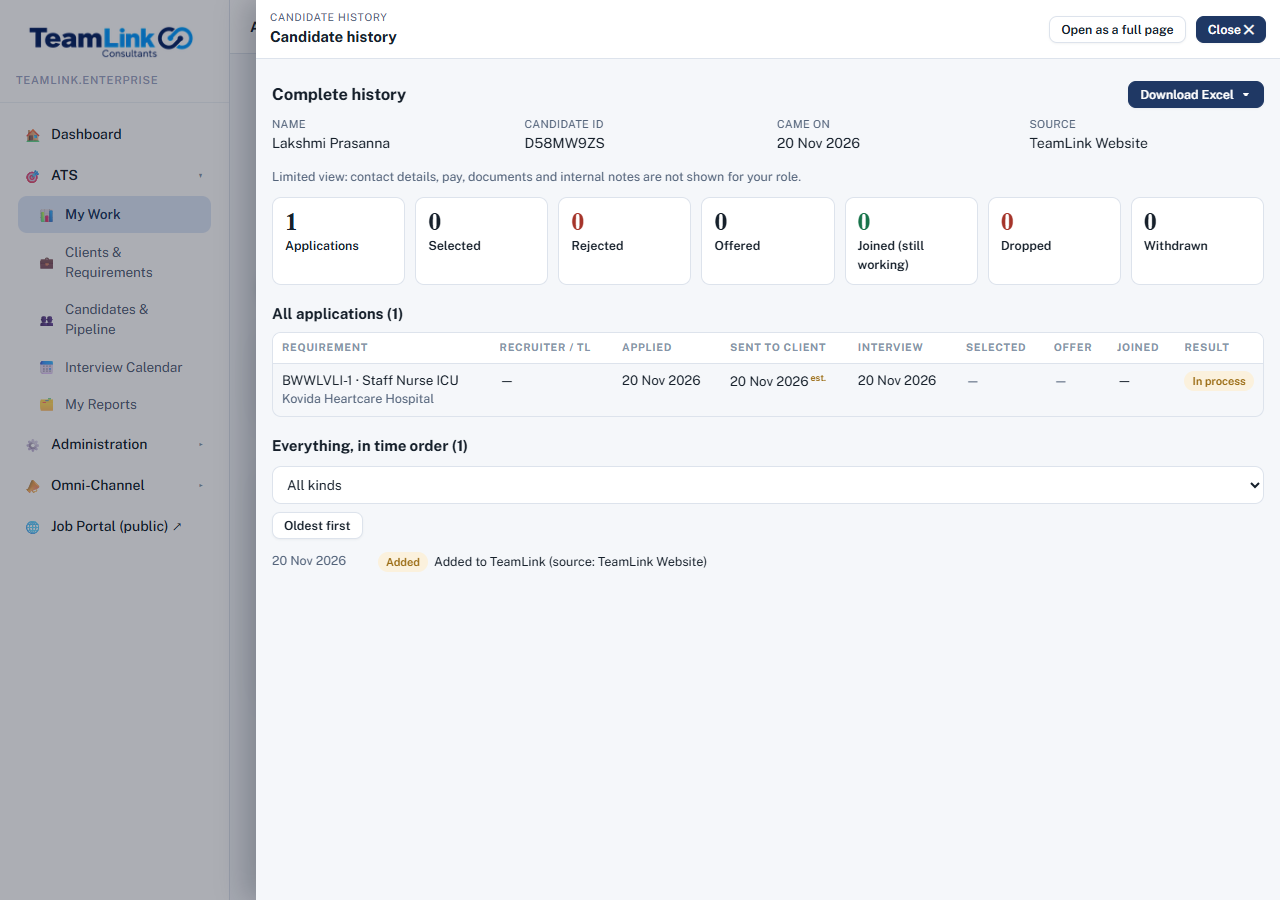 TeamLink
Consultants
TEAMLINK.ENTERPRISE
Dashboard
ATS
My Work
Clients &
Requirements
Candidates &
Pipeline
Interview Calendar
My Reports
Administration
Omni-Channel
Job Portal (public) ↗
A
CANDIDATE HISTORY
Candidate history
Open as a full page
Close ✕
Complete history
Download Excel
NAME
Lakshmi Prasanna
CANDIDATE ID
D58MW9ZS
CAME ON
20 Nov 2026
SOURCE
TeamLink Website
Limited view: contact details, pay, documents and internal notes are not shown for your role.
1
Applications
0
Selected
0
Rejected
0
Offered
0
Joined (still
working)
0
Dropped
0
Withdrawn
All applications (1)
REQUIREMENT RECRUITER / TL APPLIED SENT TO CLIENT INTERVIEW SELECTED OFFER JOINED RESULT
BWWLVLI-1 · Staff Nurse ICU — 20 Nov 2026 20 Nov 2026 est. 20 Nov 2026 — — — In process
Kovida Heartcare Hospital
Everything, in time order (1)
All kinds
Oldest first
20 Nov 2026 Added Added to TeamLink (source: TeamLink Website)